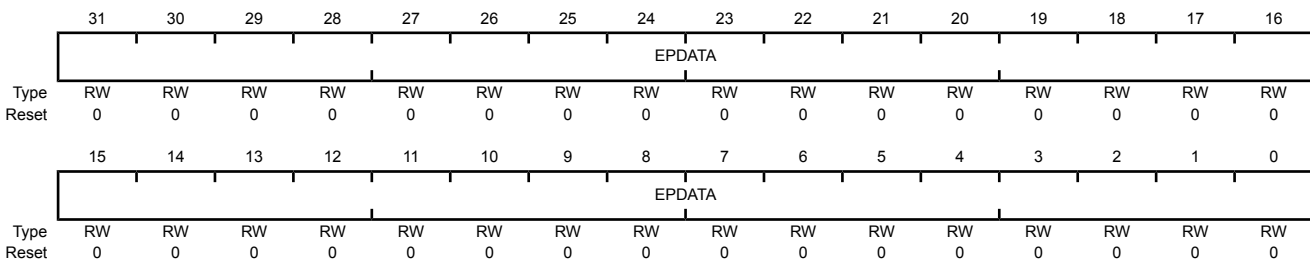 31 30 29 28 27 26 25 24 23 22 21 20 19 18 17 16
EPDATA
Type RW RW RW RW RW RW RW RW RW RW RW RW RW RW RW RW
Reset 0 0 0 0 0 0 0 0 0 0 0 0 0 0 0 0
15 14 13 12 11 10 9 8 7 6 5 4 3 2 1 0
EPDATA
Type RW RW RW RW RW RW RW RW RW RW RW RW RW RW RW RW
Reset 0 0 0 0 0 0 0 0 0 0 0 0 0 0 0 0